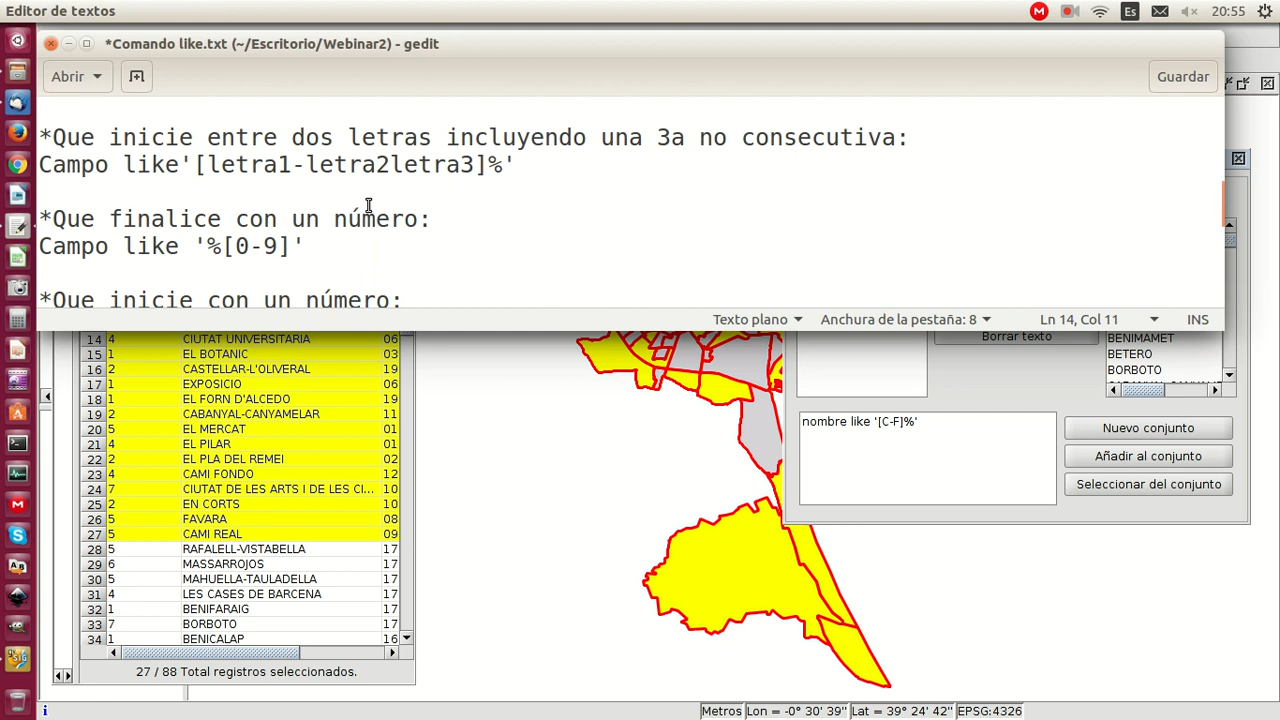 Editor de textos
Es
20:55
*Comando like.txt (~/Escritorio/Webinar2) - gedit
Abrir
Guardar
*Que inicie entre dos letras incluyendo una 3a no consecutiva:
Campo like'[letra1-letra2letra3]%'
*Que finalice con un número:
Campo like '%[0-9]'
*Que inicie con un número:
Texto plano
Anchura de la pestaña: 8
Ln 14, Col 11
INS
14 4 CIUTAT UNIVERSITARIA 06
15 1 EL BOTANIC 03
16 2 CASTELLAR-L'OLIVERAL 19
17 1 EXPOSICIO 06
18 1 EL FORN D'ALCEDO 19
19 2 CABANYAL-CANYAMELAR 11
20 5 EL MERCAT 01
21 4 EL PILAR 01
22 2 EL PLA DEL REMEI 02
23 4 CAMI FONDO 12
24 7 CIUTAT DE LES ARTS I DE LES CI... 10
25 2 EN CORTS 10
26 5 FAVARA 08
27 5 CAMI REAL 09
28 5 RAFALELL-VISTABELLA 17
29 6 MASSARROJOS 17
30 5 MAHUELLA-TAULADELLA 17
31 4 LES CASES DE BARCENA 17
32 1 BENIFARAIG 17
33 7 BORBOTO 17
34 1 BENICALAP 16
27 / 88 Total registros seleccionados.
Borrar texto
BENIMAMET
BETERO
BORBOTO
nombre like '[C-F]%'
Nuevo conjunto
Añadir al conjunto
Seleccionar del conjunto
Metros
Lon = -0° 30' 39"
Lat = 39° 24' 42"
EPSG:4326